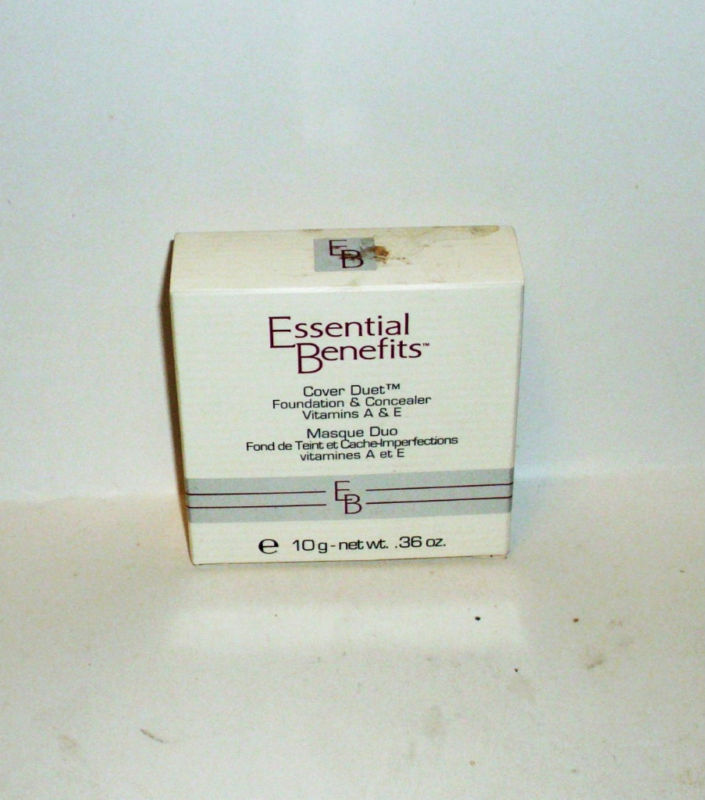 EB
Essential
Benefits™
Cover Duet™
Foundation & Concealer
Vitamins A & E
Masque Duo
Fond de Teint et Cache-Imperfections
vitamines A et E
EB
e 10 g - net wt. .36 oz.